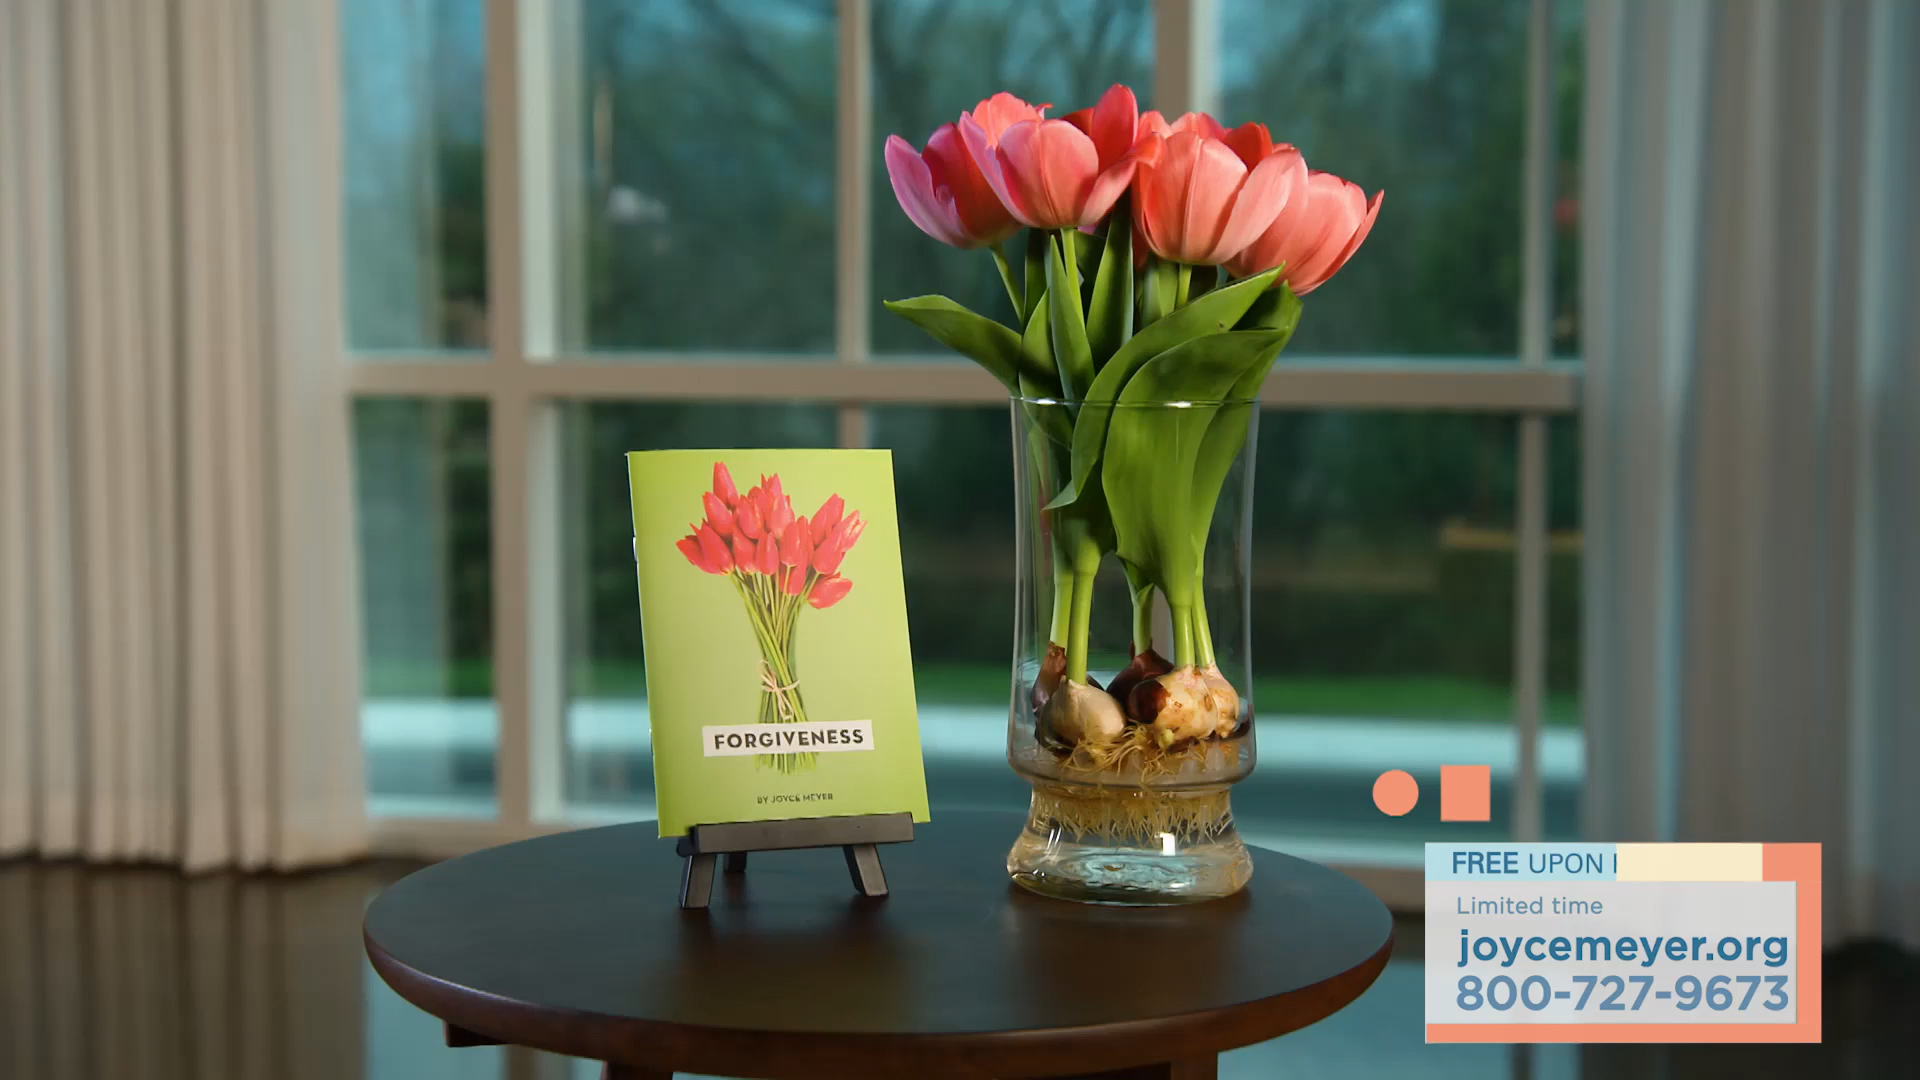 FORGIVENESS
BY JOYCE MEYER
FREE UPON
Limited time
joycemeyer.org
800-727-9673